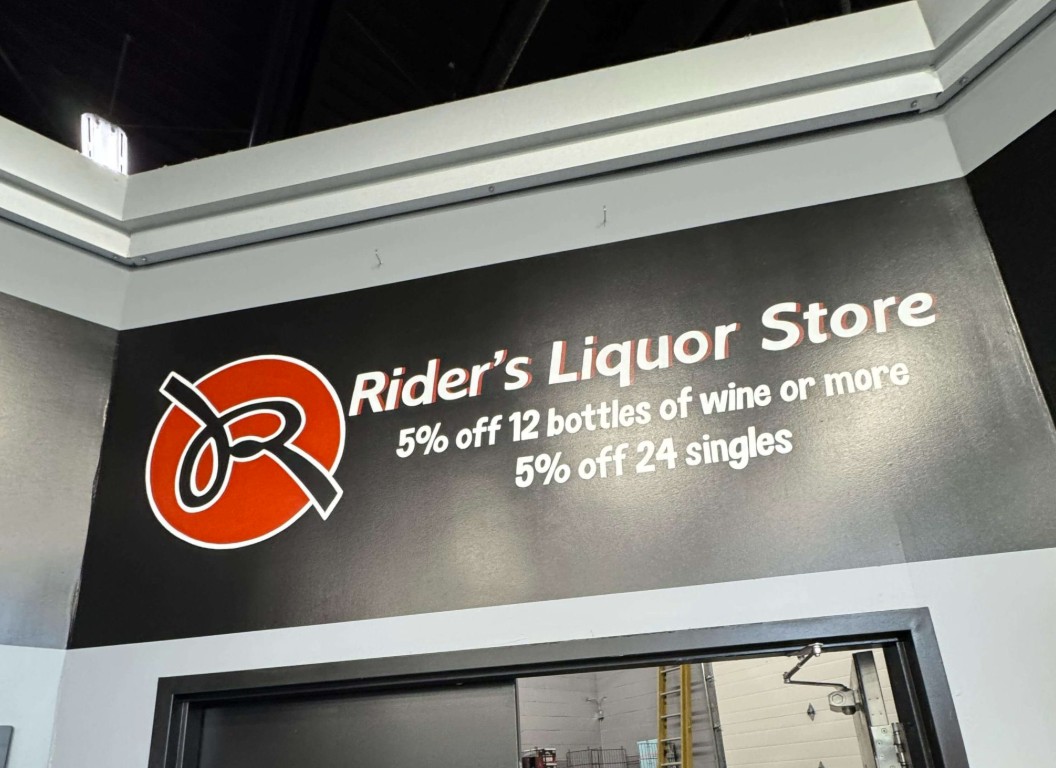 Rider's Liquor Store
5% off 12 bottles of wine or more
5% off 24 singles